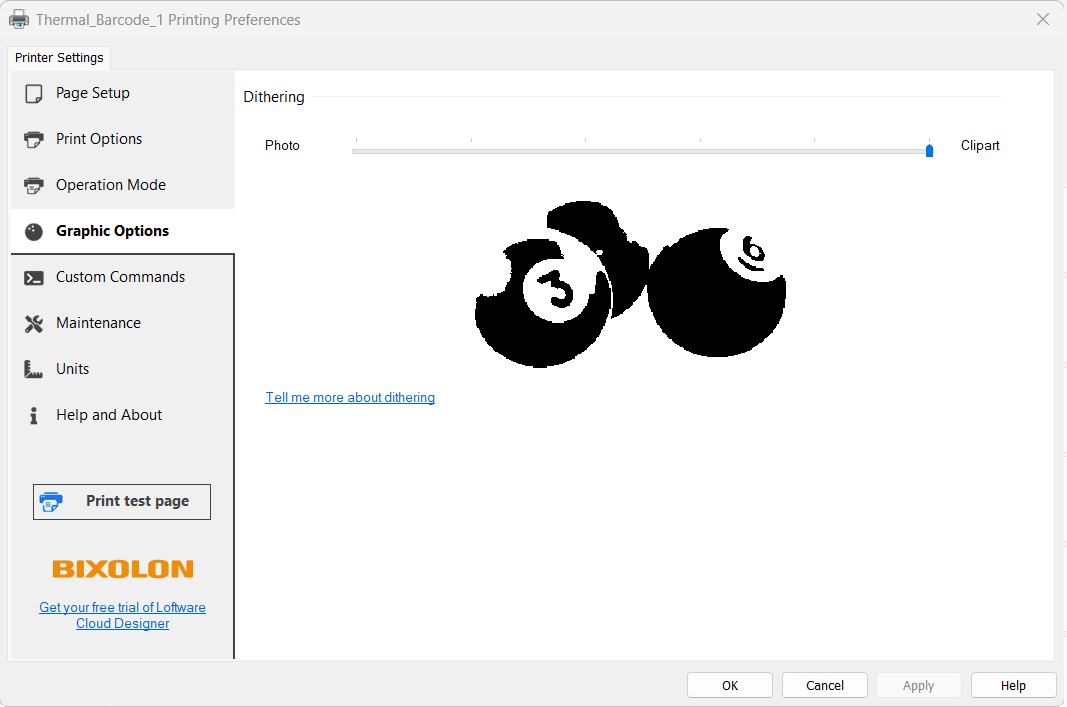 Thermal_Barcode_1 Printing Preferences
Printer Settings
Page Setup
Print Options
Operation Mode
Graphic Options
Custom Commands
Maintenance
Units
Help and About
Print test page
BIXOLON
Get your free trial of Loftware
Cloud Designer
Dithering
Photo
Clipart
3
6
Tell me more about dithering
OK
Cancel
Apply
Help